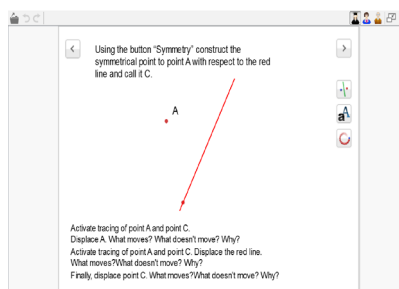 Using the button “Symmetry” construct the
symmetrical point to point A with respect to the red
line and call it C.
A
aA
Activate tracing of point A and point C.
Displace A. What moves? What doesn't move? Why?
Activate tracing of point A and point C. Displace the red line.
What moves?What doesn't move? Why?
Finally, displace point C. What moves?What doesn't move? Why?